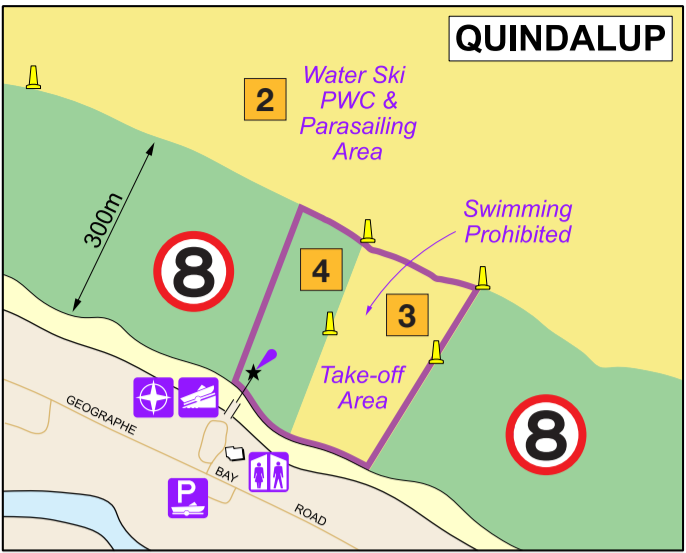 QUINDALUP
2
Water Ski
PWC &
Parasailing
Area
Swimming
Prohibited
300m
8
4
3
Take-off
Area
8
GEOGRAPHE
BAY
ROAD
P